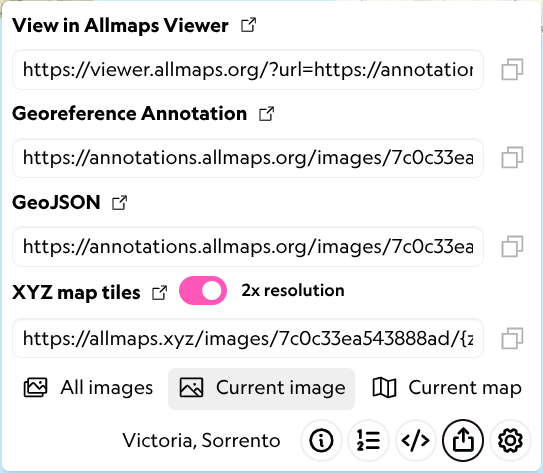 View in Allmaps Viewer
https://viewer.allmaps.org/?url=https://annotation
Georeference Annotation
https://annotations.allmaps.org/images/7c0c33ea
GeoJSON
https://annotations.allmaps.org/images/7c0c33ea
XYZ map tiles 2x resolution
https://allmaps.xyz/images/7c0c33ea543888ad/{z
All images Current image Current map
Victoria, Sorrento